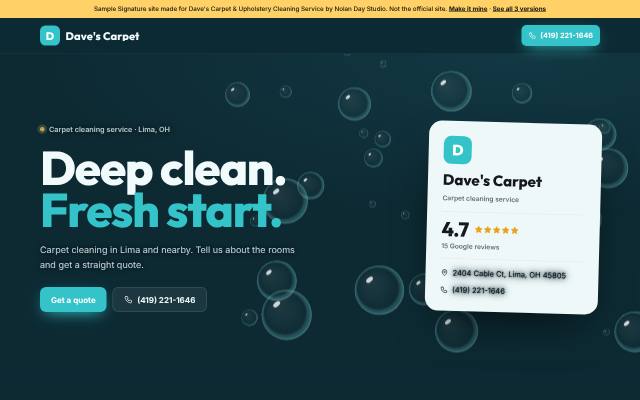 Sample Signature site made for Dave's Carpet & Upholstery Cleaning Service by Nolan Day Studio. Not the official site. Make it mine · See all 3 versions
D Dave's Carpet
(419) 221-1646
Carpet cleaning service · Lima, OH
Deep clean.
Fresh start.
Carpet cleaning in Lima and nearby. Tell us about the rooms
and get a straight quote.
Get a quote
(419) 221-1646
D
Dave's Carpet
Carpet cleaning service
4.7 ★★★★★
15 Google reviews
2404 Cable Ct, Lima, OH 45805
(419) 221-1646